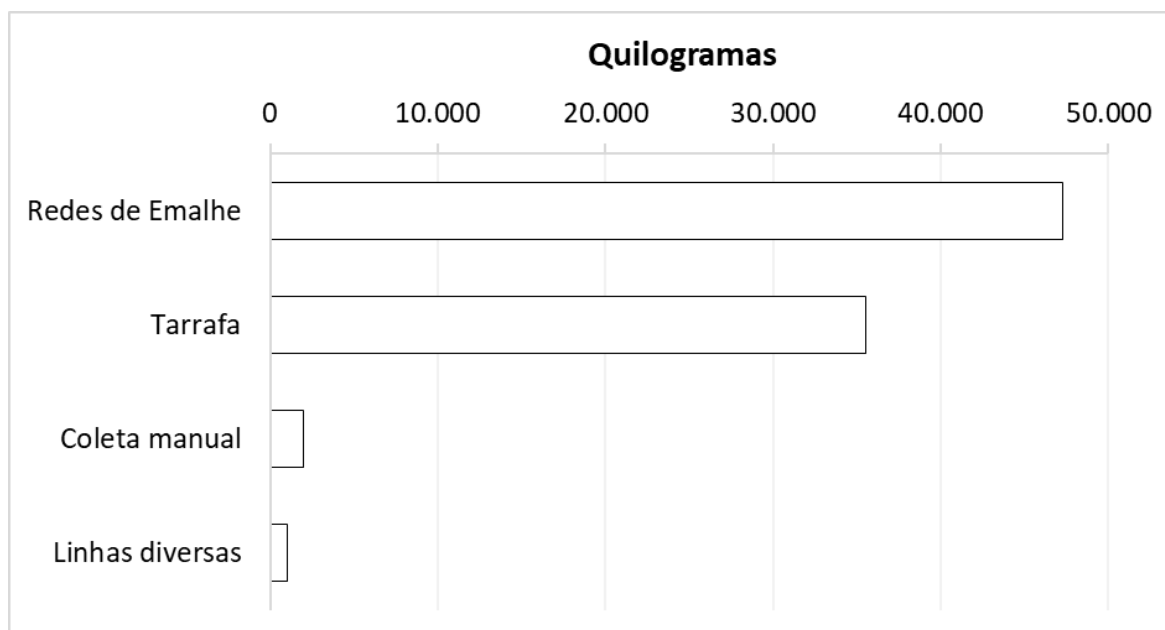 Quilogramas
0 10.000 20.000 30.000 40.000 50.000
Redes de Emalhe
Tarrafa
Coleta manual
Linhas diversas